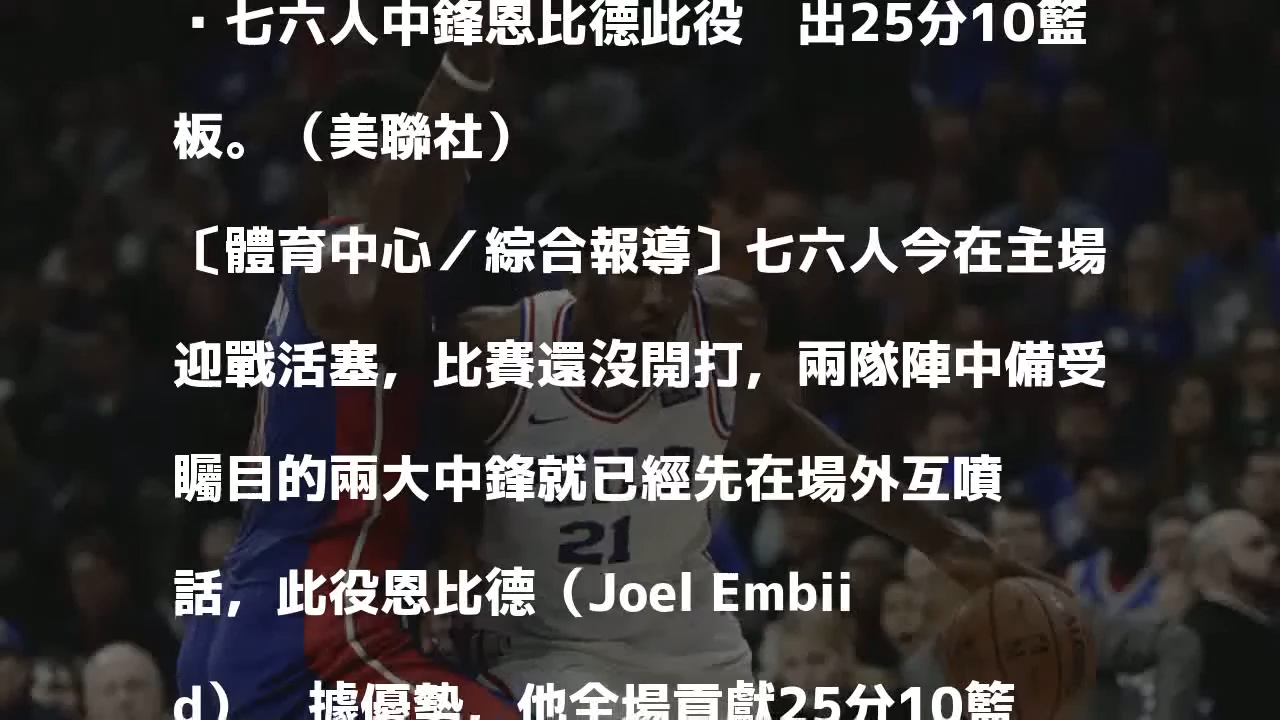 ·七六人中鋒恩比德此役　出25分10籃
板。（美聯社）
〔體育中心／綜合報導〕七六人今在主場
迎戰活塞，比賽還沒開打，兩隊陣中備受
矚目的兩大中鋒就已經先在場外互噴
話，此役恩比德（Joel Embii
d）　據優勢，他全場貢獻25分10籃
21